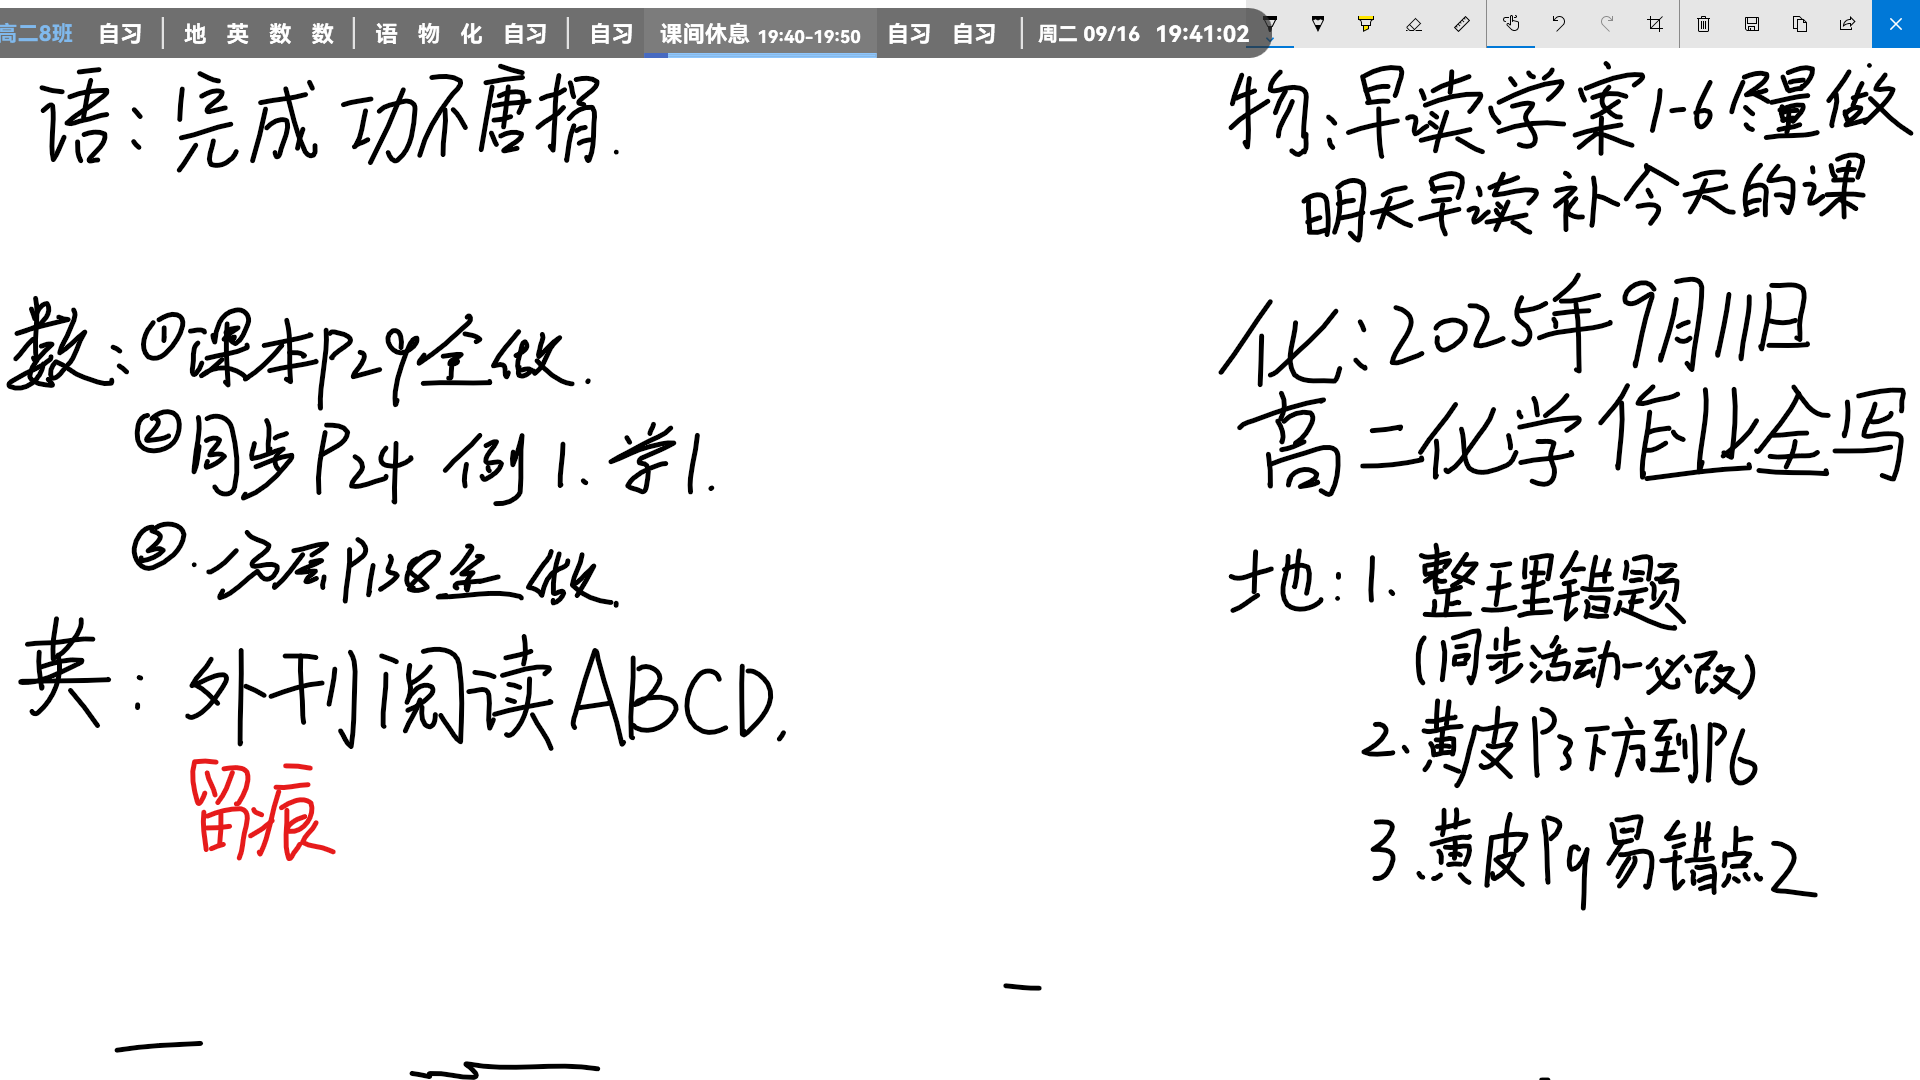 高二8班 自习 | 地 英 数 数 | 语 物 化 自习 | 自习 课间休息 19:40-19:50 自习 自习 | 周二 09/16 19:41:02
语：完成功不唐捐.
数：①课本P29全做.
②同步P24 例1、学1.
③.分层P138全做.
英：外刊阅读ABCD.
留痕
物：早读学案1-6尽量做
明天早读补今天的课
化：2025年9月11日
高二化学作业全写
地：1.整理错题
(同步活动一必改)
2.黄皮P3下方到P6
3.黄皮P9易错点2